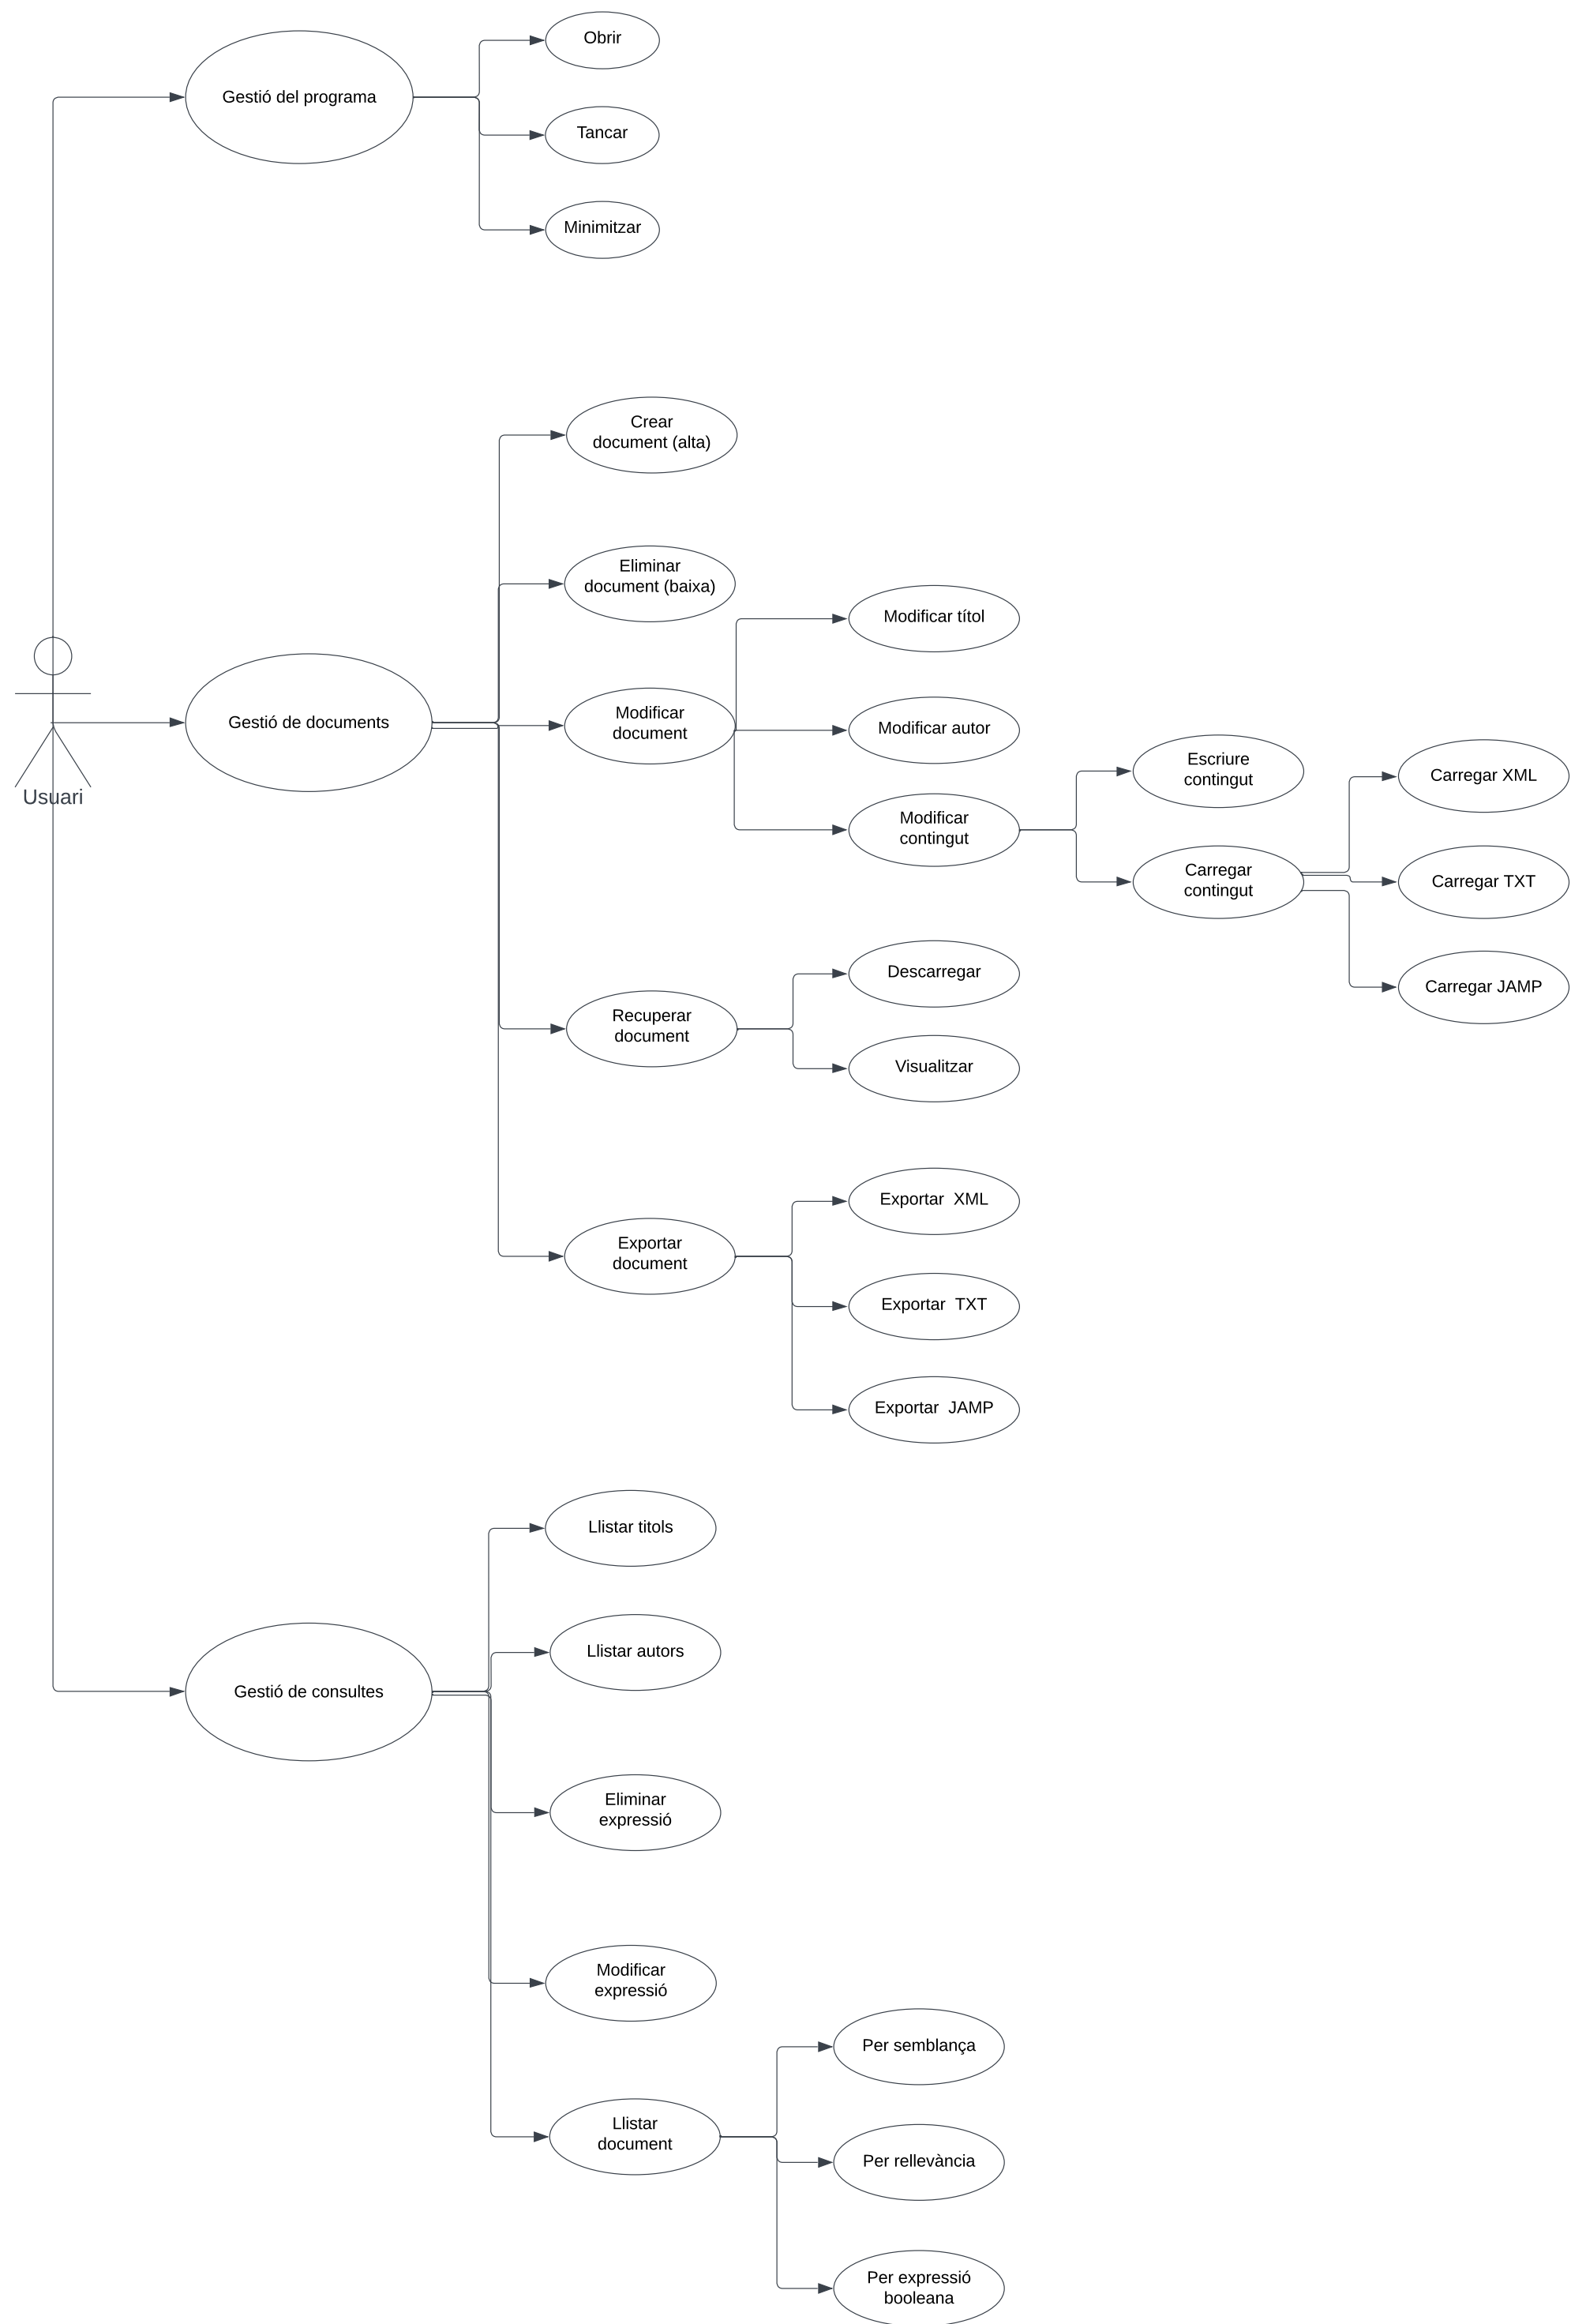 Obrir
Gestió del programa
Tancar
Minimitzar
Crear
document (alta)
Eliminar
document (baixa)
Modificar títol
Usuari
Gestió de documents
Modificar
document
Modificar autor
Modificar
contingut
Escriure
contingut
Carregar
contingut
Carregar XML
Carregar TXT
Carregar JAMP
Recuperar
document
Descarregar
Visualitzar
Exportar
document
Exportar  XML
Exportar  TXT
Exportar  JAMP
Gestió de consultes
Llistar titols
Llistar autors
Eliminar
expressió
Modificar
expressió
Llistar
document
Per semblança
Per rellevància
Per expressió
booleana